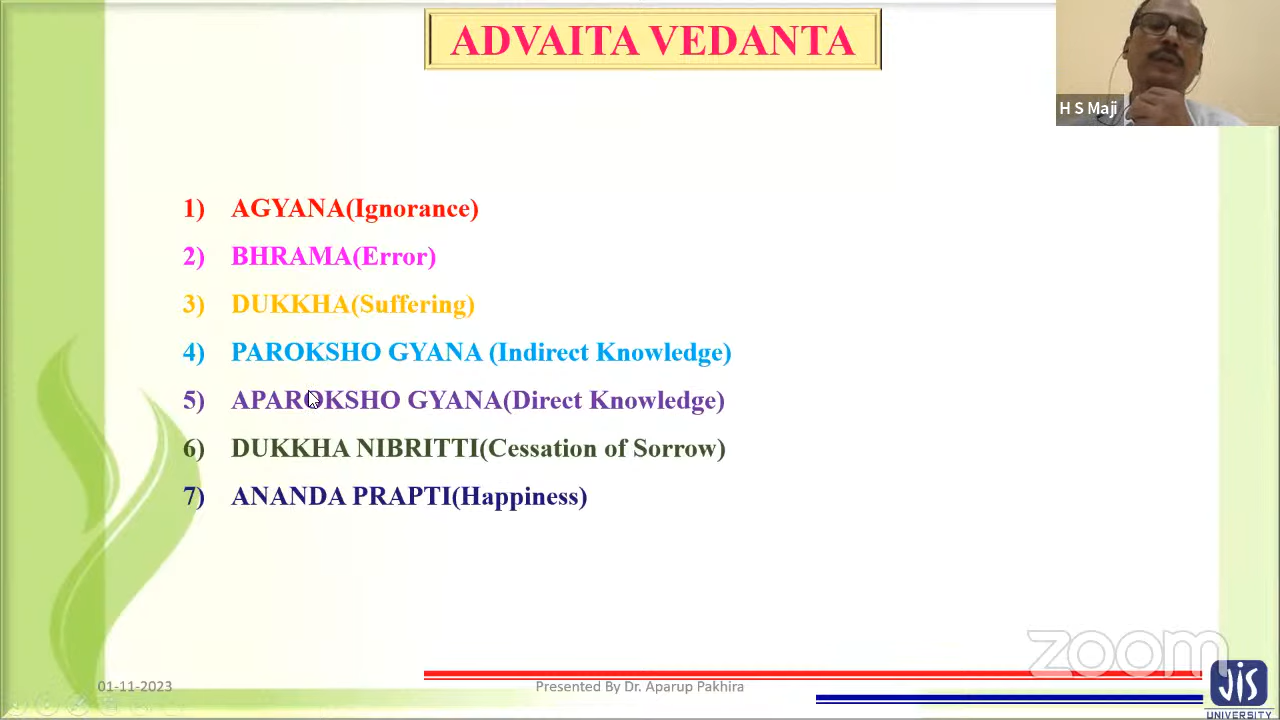 ADVAITA VEDANTA
H S Maji
1) AGYANA(Ignorance)
2) BHRAMA(Error)
3) DUKKHA(Suffering)
4) PAROKSHO GYANA (Indirect Knowledge)
5) APAROKSHO GYANA(Direct Knowledge)
6) DUKKHA NIBRITTI(Cessation of Sorrow)
7) ANANDA PRAPTI(Happiness)
zoom
01-11-2023
Presented By Dr. Aparup Pakhira
JIS
UNIVERSITY